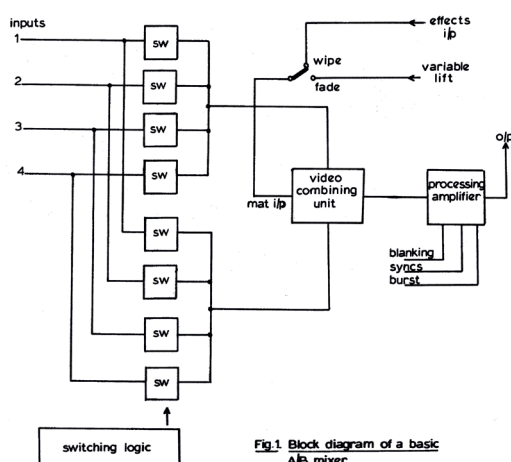 inputs
1
2
3
4
sw
sw
sw
sw
sw
sw
sw
sw
effects
i/p
wipe
fade
variable
lift
mat i/p
video
combining
unit
processing
amplifier
o/p
blanking
syncs
burst
switching logic
Fig.1. Block diagram of a basic
A/B mixer